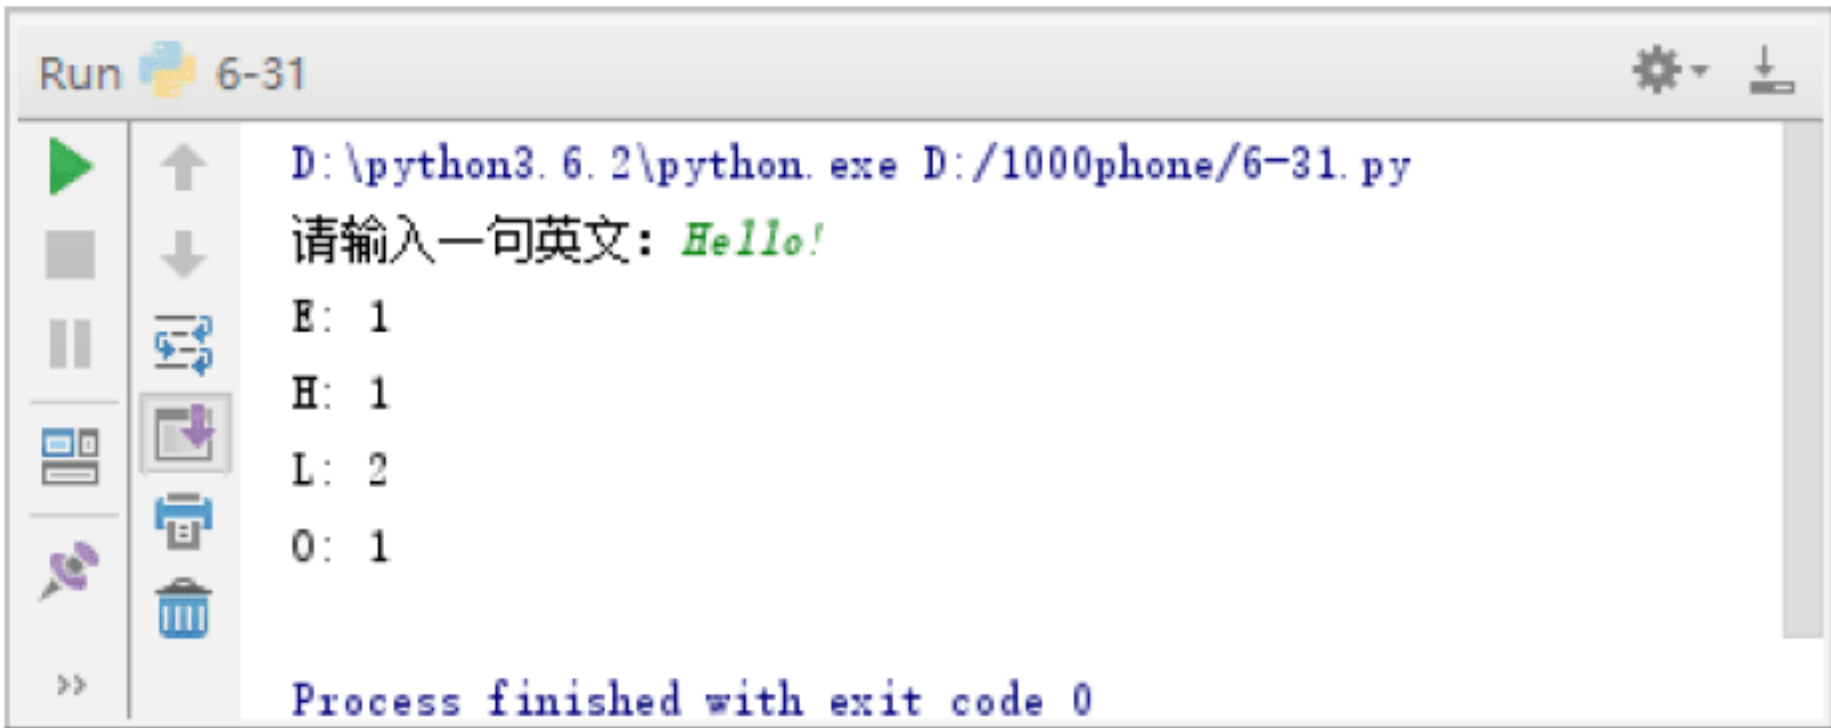 Run 6-31
D:\python3.6.2\python.exe D:/1000phone/6-31.py
请输入一句英文：Hello!
E: 1
H: 1
L: 2
O: 1
Process finished with exit code 0